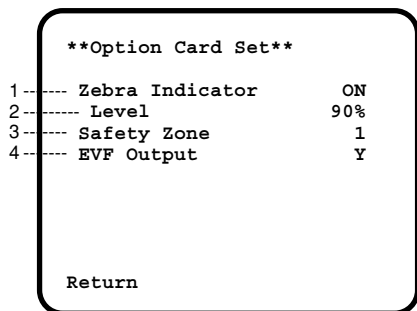 **Option Card Set**
1 ------- Zebra Indicator ON
2 --------- Level 90%
3 ------- Safety Zone 1
4 ------- EVF Output Y
Return